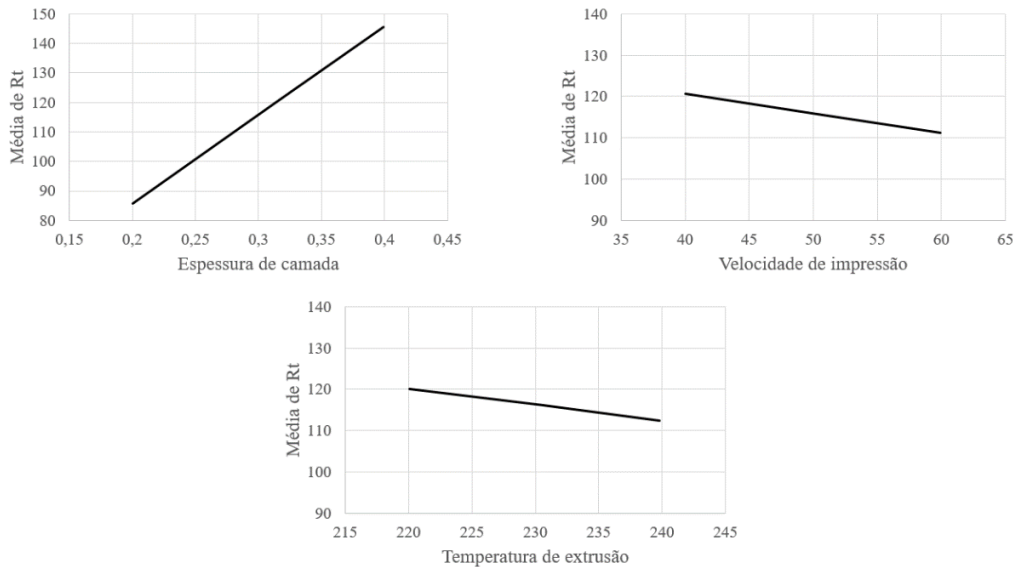 150
140
130
120
110
100
90
80
Média de Rt
0,15 0,2 0,25 0,3 0,35 0,4 0,45
Espessura de camada
140
130
120
110
100
90
Média de Rt
35 40 45 50 55 60 65
Velocidade de impressão
140
130
120
110
100
90
Média de Rt
215 220 225 230 235 240 245
Temperatura de extrusão